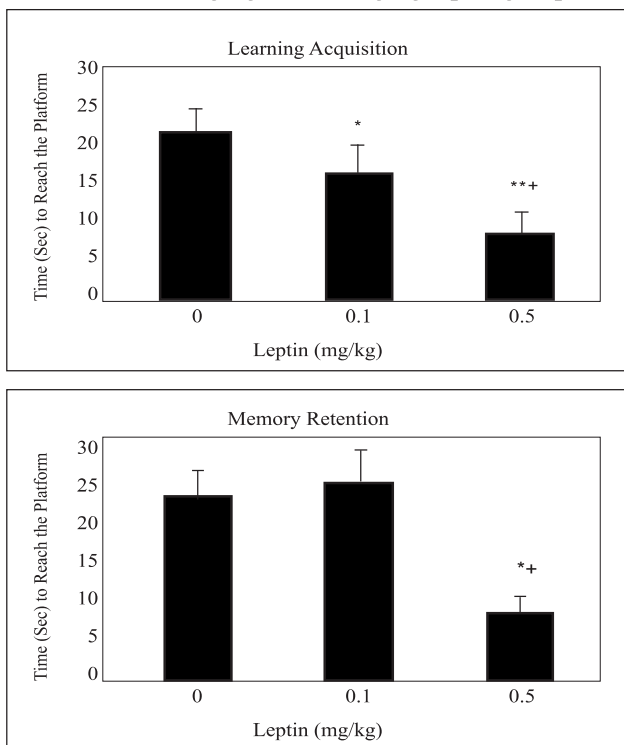 Learning Acquisition
Time (Sec) to Reach the Platform
30
25
20
15
10
5
0
*
**+
0 0.1 0.5
Leptin (mg/kg)
Memory Retention
Time (Sec) to Reach the Platform
30
25
20
15
10
5
0
*+
0 0.1 0.5
Leptin (mg/kg)